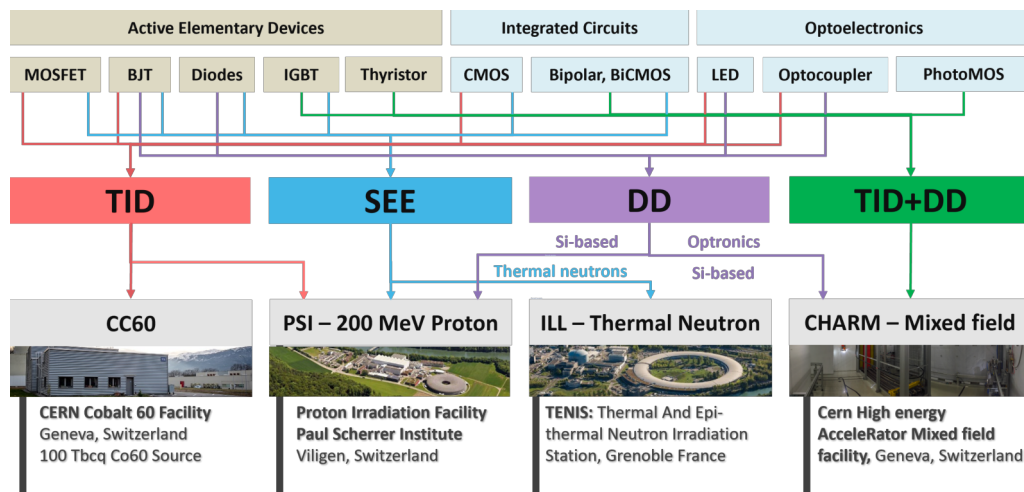 Active Elementary Devices
Integrated Circuits
Optoelectronics
MOSFET
BJT
Diodes
IGBT
Thyristor
CMOS
Bipolar, BiCMOS
LED
Optocoupler
PhotoMOS
TID
SEE
DD
TID+DD
Si-based
Optronics
Thermal neutrons
Si-based
CC60
PSI – 200 MeV Proton
ILL – Thermal Neutron
CHARM – Mixed field
CERN Cobalt 60 Facility
Geneva, Switzerland
100 Tbcq Co60 Source
Proton Irradiation Facility
Paul Scherrer Institute
Viligen, Switzerland
TENIS: Thermal And Epi-
thermal Neutron Irradiation
Station, Grenoble France
Cern High energy
AcceleRator Mixed field
facility, Geneva, Switzerland